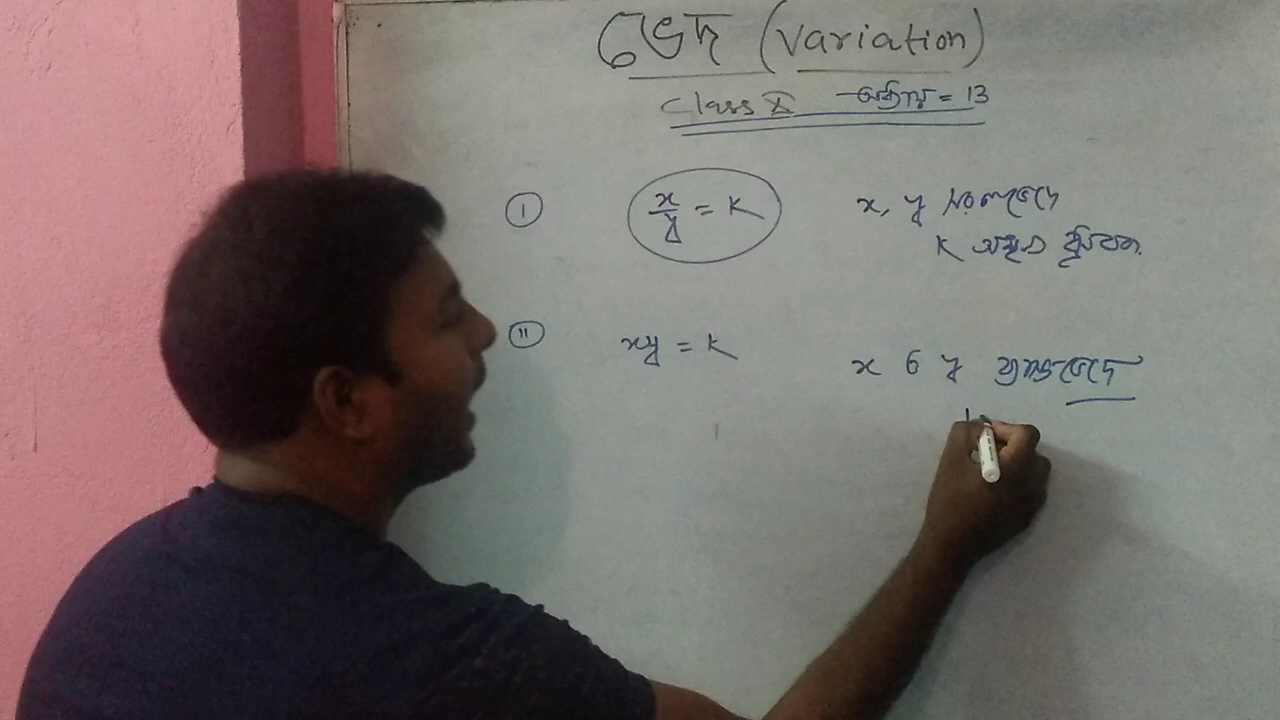 ভেদ (Variation)
Class X অধ্যায় = 13
(i) x/y = K x, y সরলভেদে
K অশূন্য ধ্রুবক
(ii) xy = K x ও y ব্যস্তভেদে